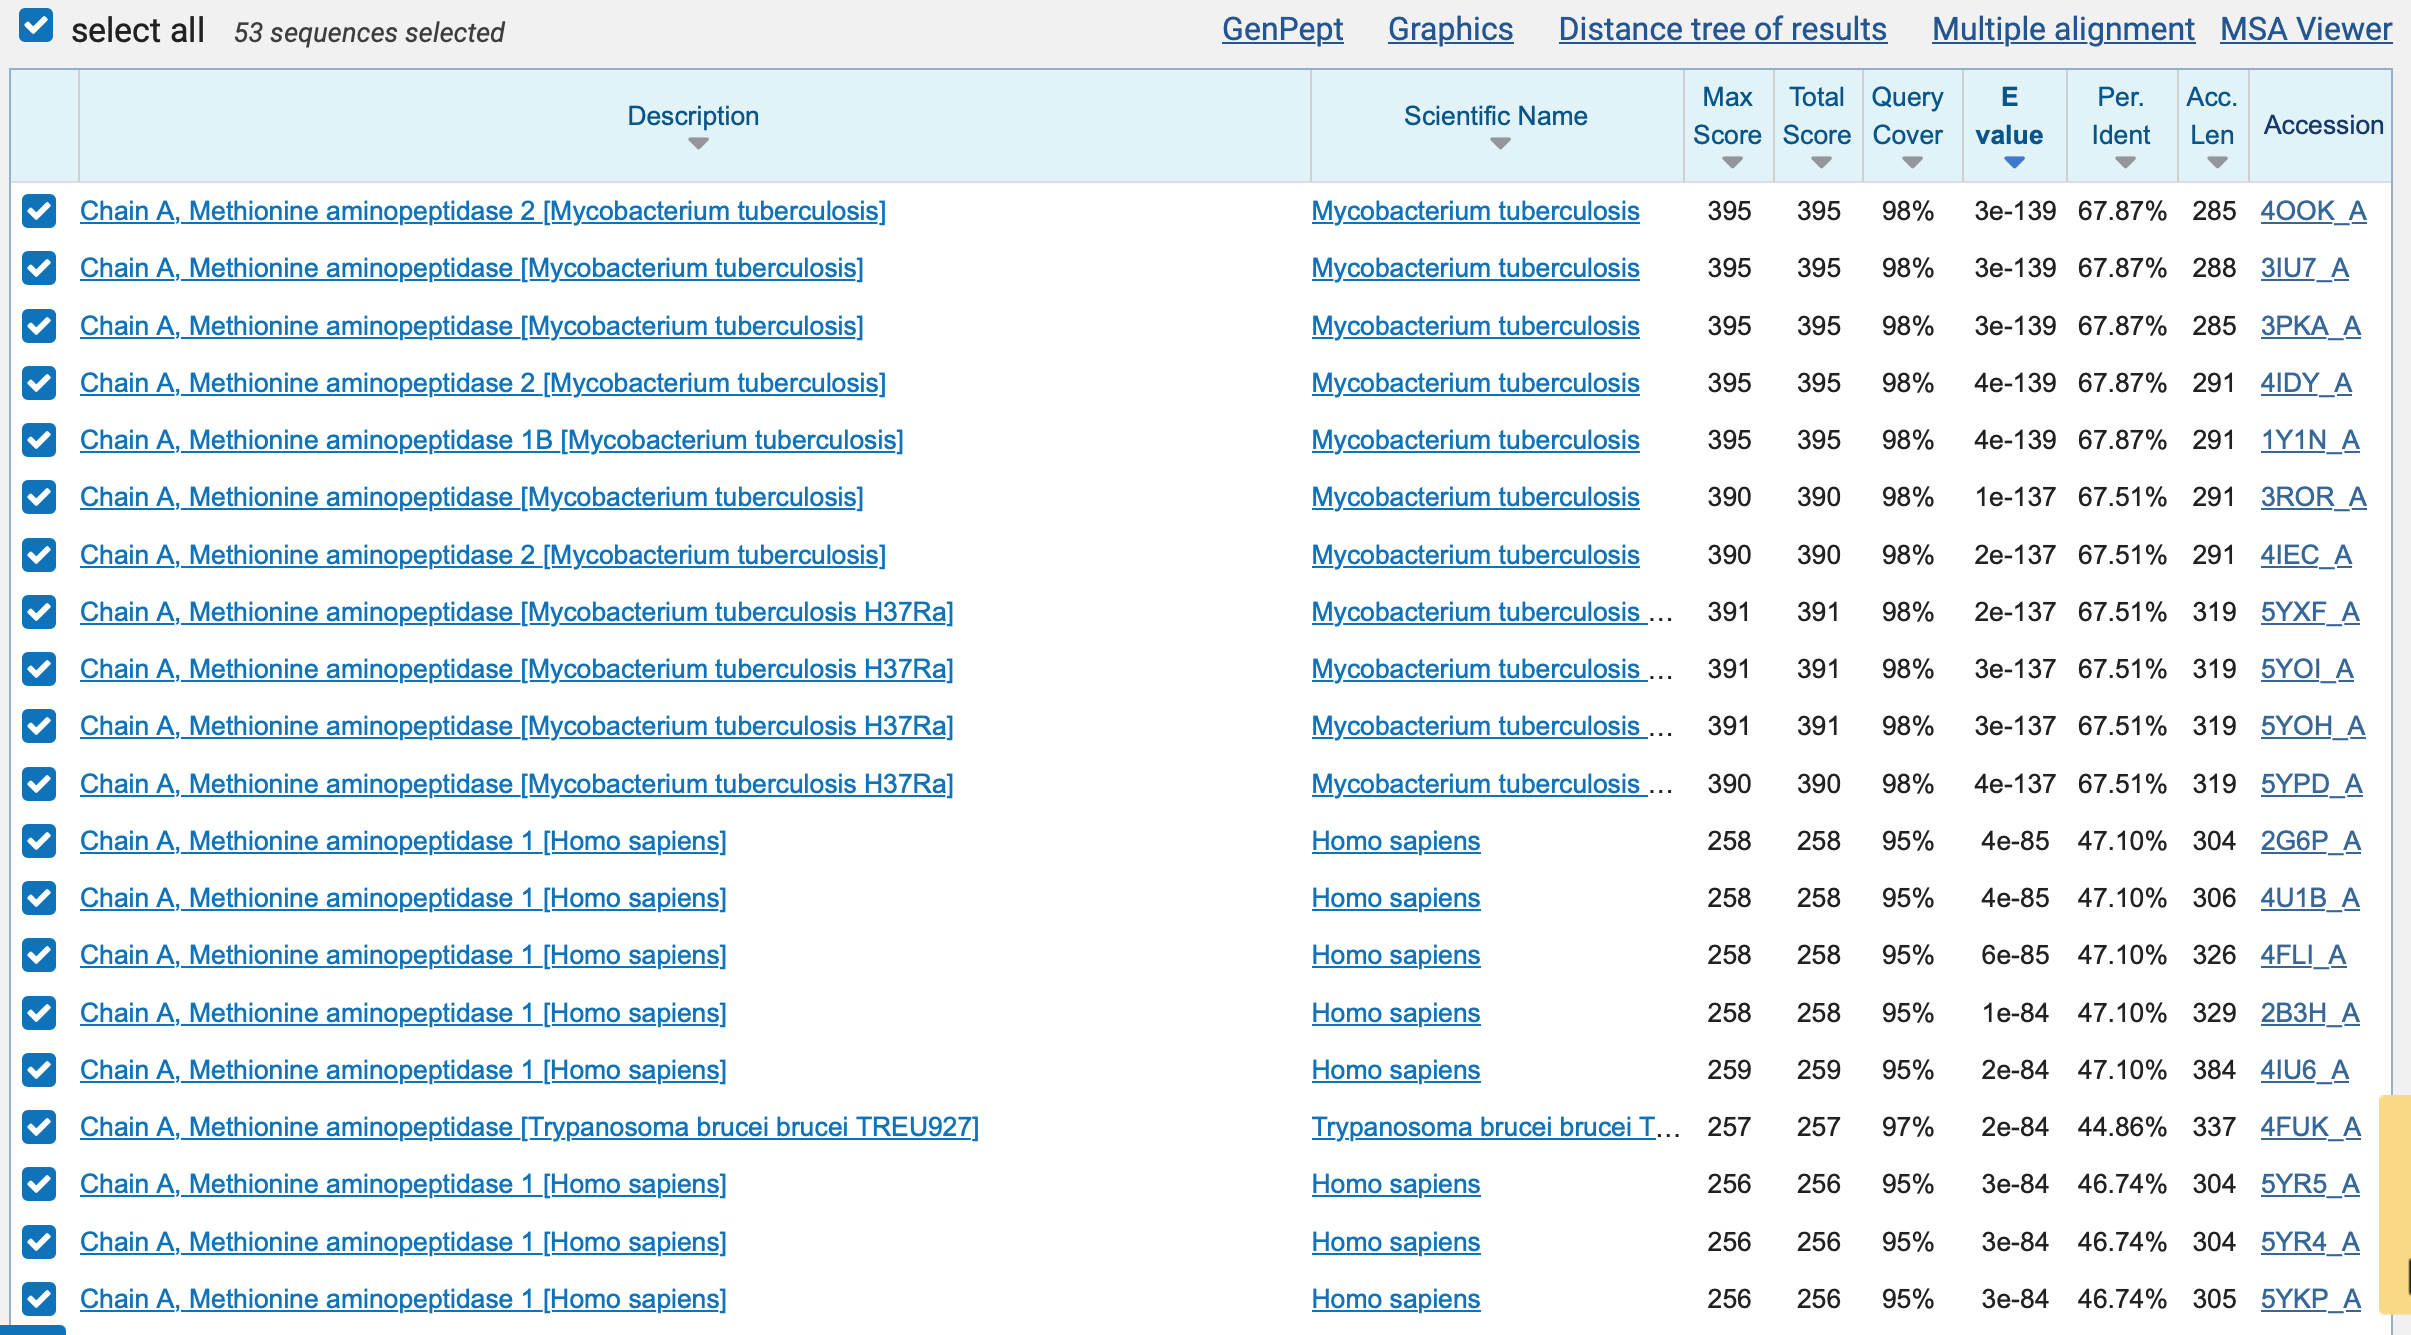 select all 53 sequences selected GenPept Graphics Distance tree of results Multiple alignment MSA Viewer
Description Scientific Name Max Score Total Score Query Cover E value Per. Ident Acc. Len Accession
Chain A, Methionine aminopeptidase 2 [Mycobacterium tuberculosis] Mycobacterium tuberculosis 395 395 98% 3e-139 67.87% 285 4OOK_A
Chain A, Methionine aminopeptidase [Mycobacterium tuberculosis] Mycobacterium tuberculosis 395 395 98% 3e-139 67.87% 288 3IU7_A
Chain A, Methionine aminopeptidase [Mycobacterium tuberculosis] Mycobacterium tuberculosis 395 395 98% 3e-139 67.87% 285 3PKA_A
Chain A, Methionine aminopeptidase 2 [Mycobacterium tuberculosis] Mycobacterium tuberculosis 395 395 98% 4e-139 67.87% 291 4IDY_A
Chain A, Methionine aminopeptidase 1B [Mycobacterium tuberculosis] Mycobacterium tuberculosis 395 395 98% 4e-139 67.87% 291 1Y1N_A
Chain A, Methionine aminopeptidase [Mycobacterium tuberculosis] Mycobacterium tuberculosis 390 390 98% 1e-137 67.51% 291 3ROR_A
Chain A, Methionine aminopeptidase 2 [Mycobacterium tuberculosis] Mycobacterium tuberculosis 390 390 98% 2e-137 67.51% 291 4IEC_A
Chain A, Methionine aminopeptidase [Mycobacterium tuberculosis H37Ra] Mycobacterium tuberculosis ... 391 391 98% 2e-137 67.51% 319 5YXF_A
Chain A, Methionine aminopeptidase [Mycobacterium tuberculosis H37Ra] Mycobacterium tuberculosis ... 391 391 98% 3e-137 67.51% 319 5YOI_A
Chain A, Methionine aminopeptidase [Mycobacterium tuberculosis H37Ra] Mycobacterium tuberculosis ... 391 391 98% 3e-137 67.51% 319 5YOH_A
Chain A, Methionine aminopeptidase [Mycobacterium tuberculosis H37Ra] Mycobacterium tuberculosis ... 390 390 98% 4e-137 67.51% 319 5YPD_A
Chain A, Methionine aminopeptidase 1 [Homo sapiens] Homo sapiens 258 258 95% 4e-85 47.10% 304 2G6P_A
Chain A, Methionine aminopeptidase 1 [Homo sapiens] Homo sapiens 258 258 95% 4e-85 47.10% 306 4U1B_A
Chain A, Methionine aminopeptidase 1 [Homo sapiens] Homo sapiens 258 258 95% 6e-85 47.10% 326 4FLI_A
Chain A, Methionine aminopeptidase 1 [Homo sapiens] Homo sapiens 258 258 95% 1e-84 47.10% 329 2B3H_A
Chain A, Methionine aminopeptidase 1 [Homo sapiens] Homo sapiens 259 259 95% 2e-84 47.10% 384 4IU6_A
Chain A, Methionine aminopeptidase [Trypanosoma brucei brucei TREU927] Trypanosoma brucei brucei T... 257 257 97% 2e-84 44.86% 337 4FUK_A
Chain A, Methionine aminopeptidase 1 [Homo sapiens] Homo sapiens 256 256 95% 3e-84 46.74% 304 5YR5_A
Chain A, Methionine aminopeptidase 1 [Homo sapiens] Homo sapiens 256 256 95% 3e-84 46.74% 304 5YR4_A
Chain A, Methionine aminopeptidase 1 [Homo sapiens] Homo sapiens 256 256 95% 3e-84 46.74% 305 5YKP_A